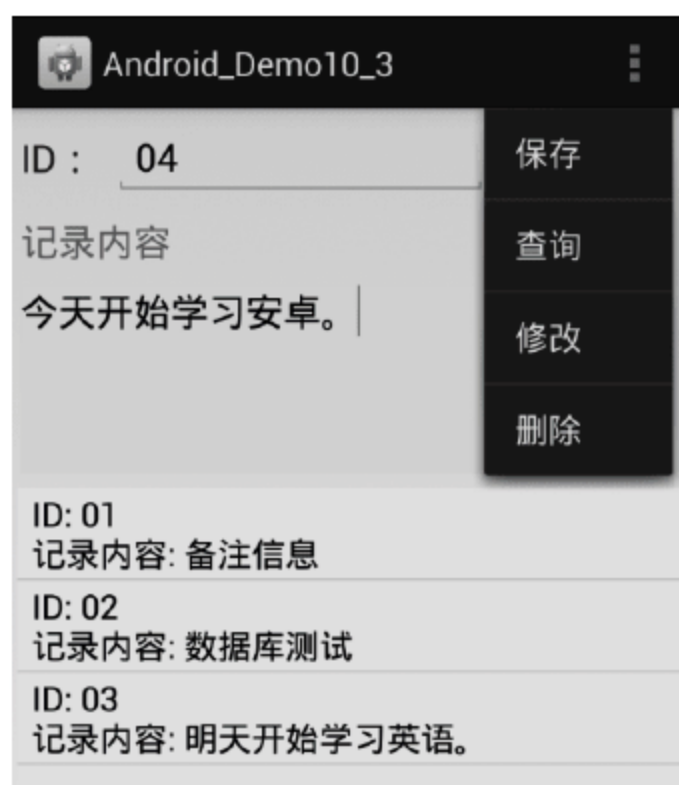 Android_Demo10_3
ID： 04
保存
记录内容
查询
今天开始学习安卓。
修改
删除
ID: 01
记录内容: 备注信息
ID: 02
记录内容: 数据库测试
ID: 03
记录内容: 明天开始学习英语。